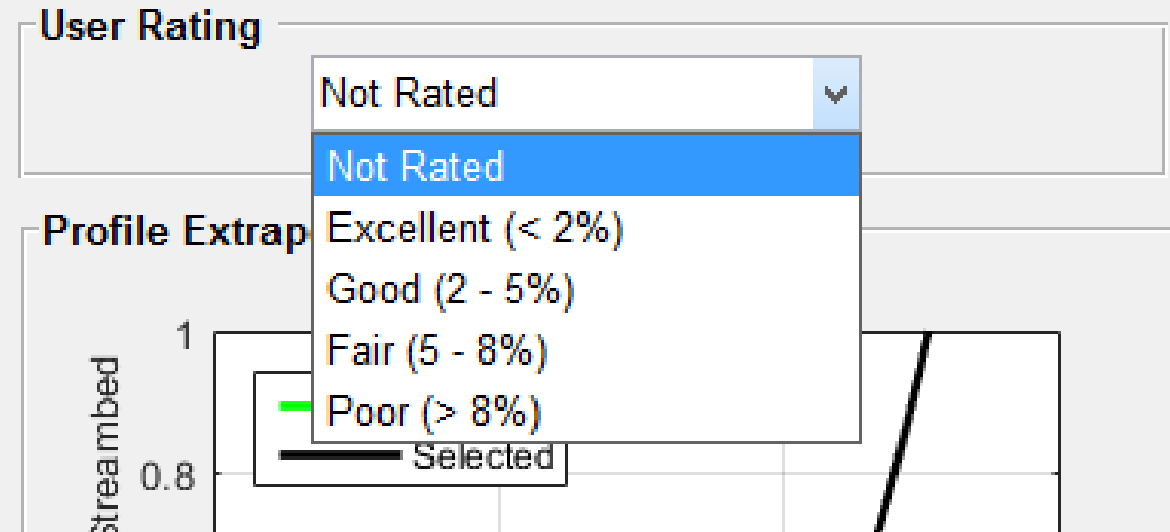 User Rating
Not Rated
Not Rated
Excellent (< 2%)
Good (2 - 5%)
Fair (5 - 8%)
Poor (> 8%)
Profile
1
Selected
0.8
Streambed